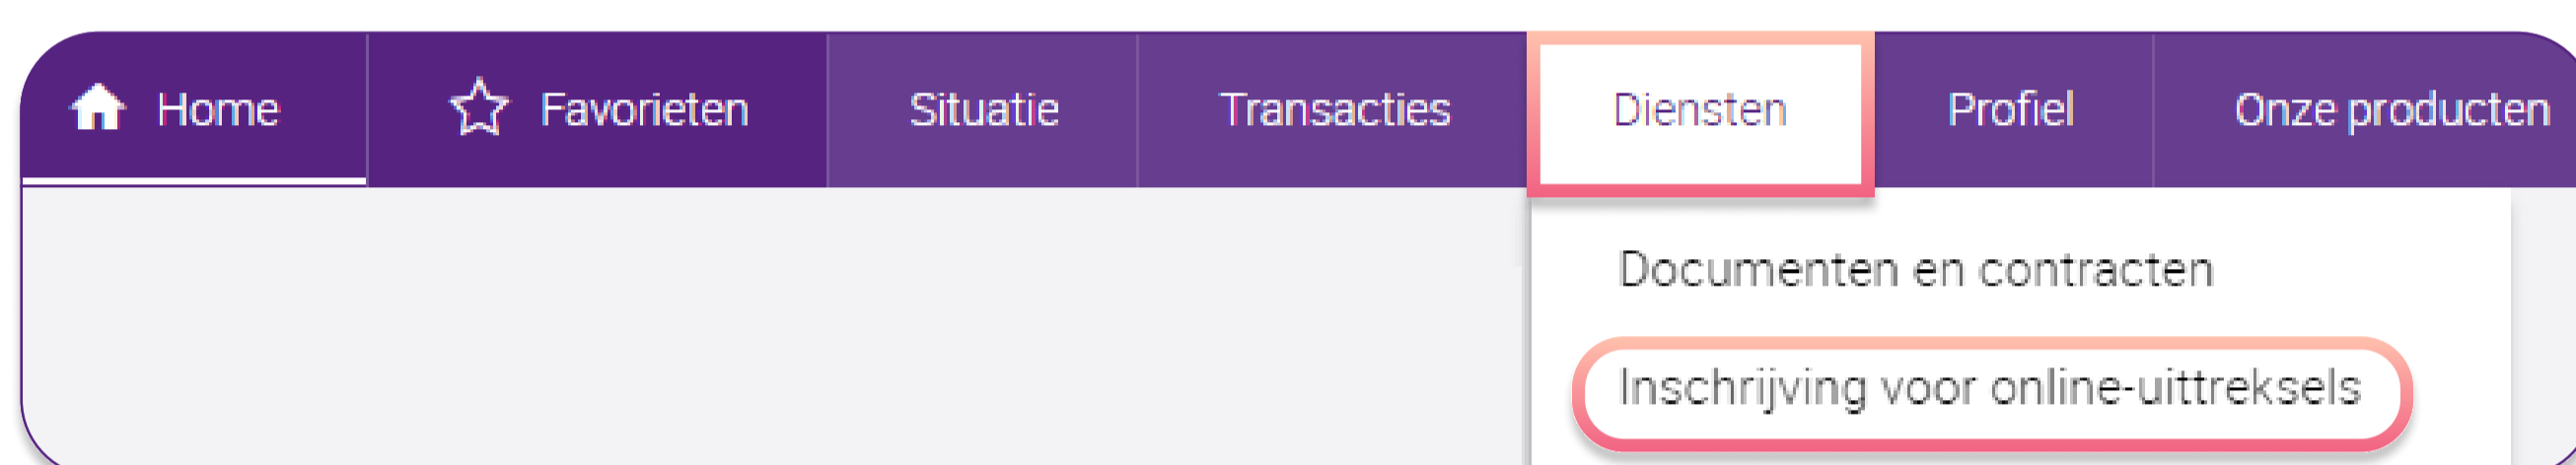 Home Favorieten Situatie Transacties Diensten Profiel Onze producten
Documenten en contracten
Inschrijving voor online-uittreksels